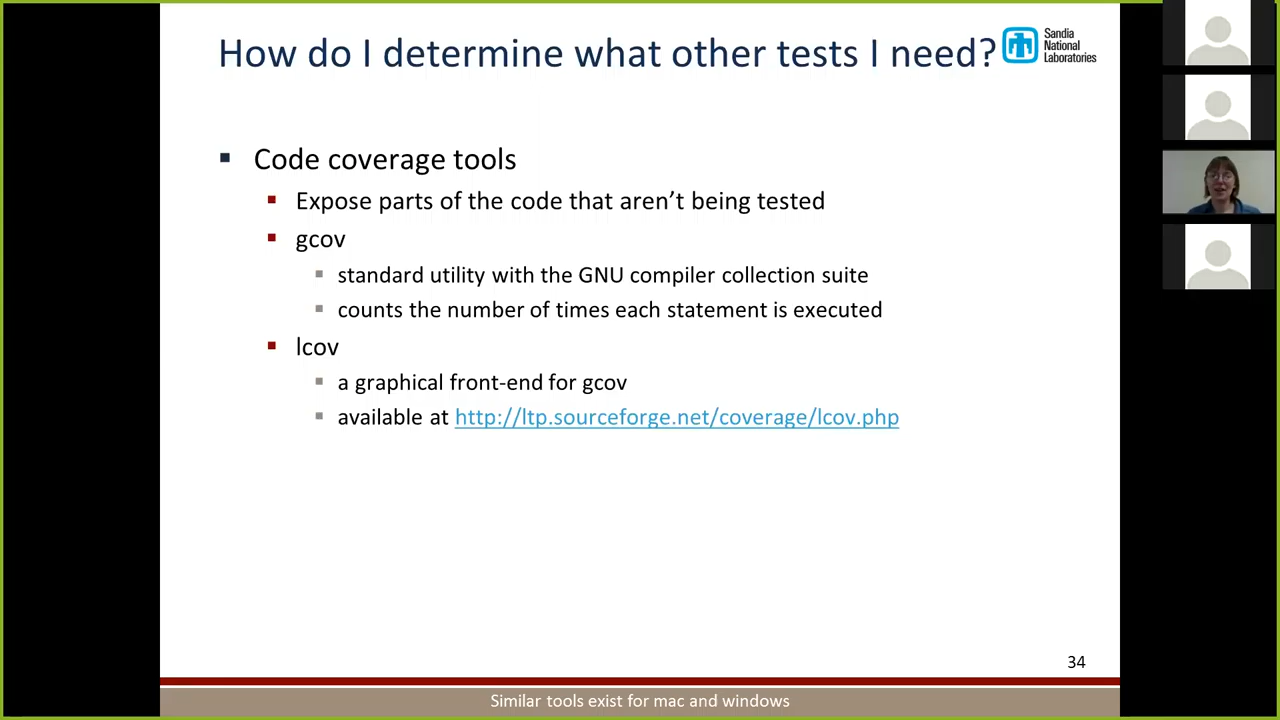 How do I determine what other tests I need?
Sandia
National
Laboratories
Code coverage tools
Expose parts of the code that aren't being tested
gcov
standard utility with the GNU compiler collection suite
counts the number of times each statement is executed
lcov
a graphical front-end for gcov
available at http://ltp.sourceforge.net/coverage/lcov.php
34
Similar tools exist for mac and windows